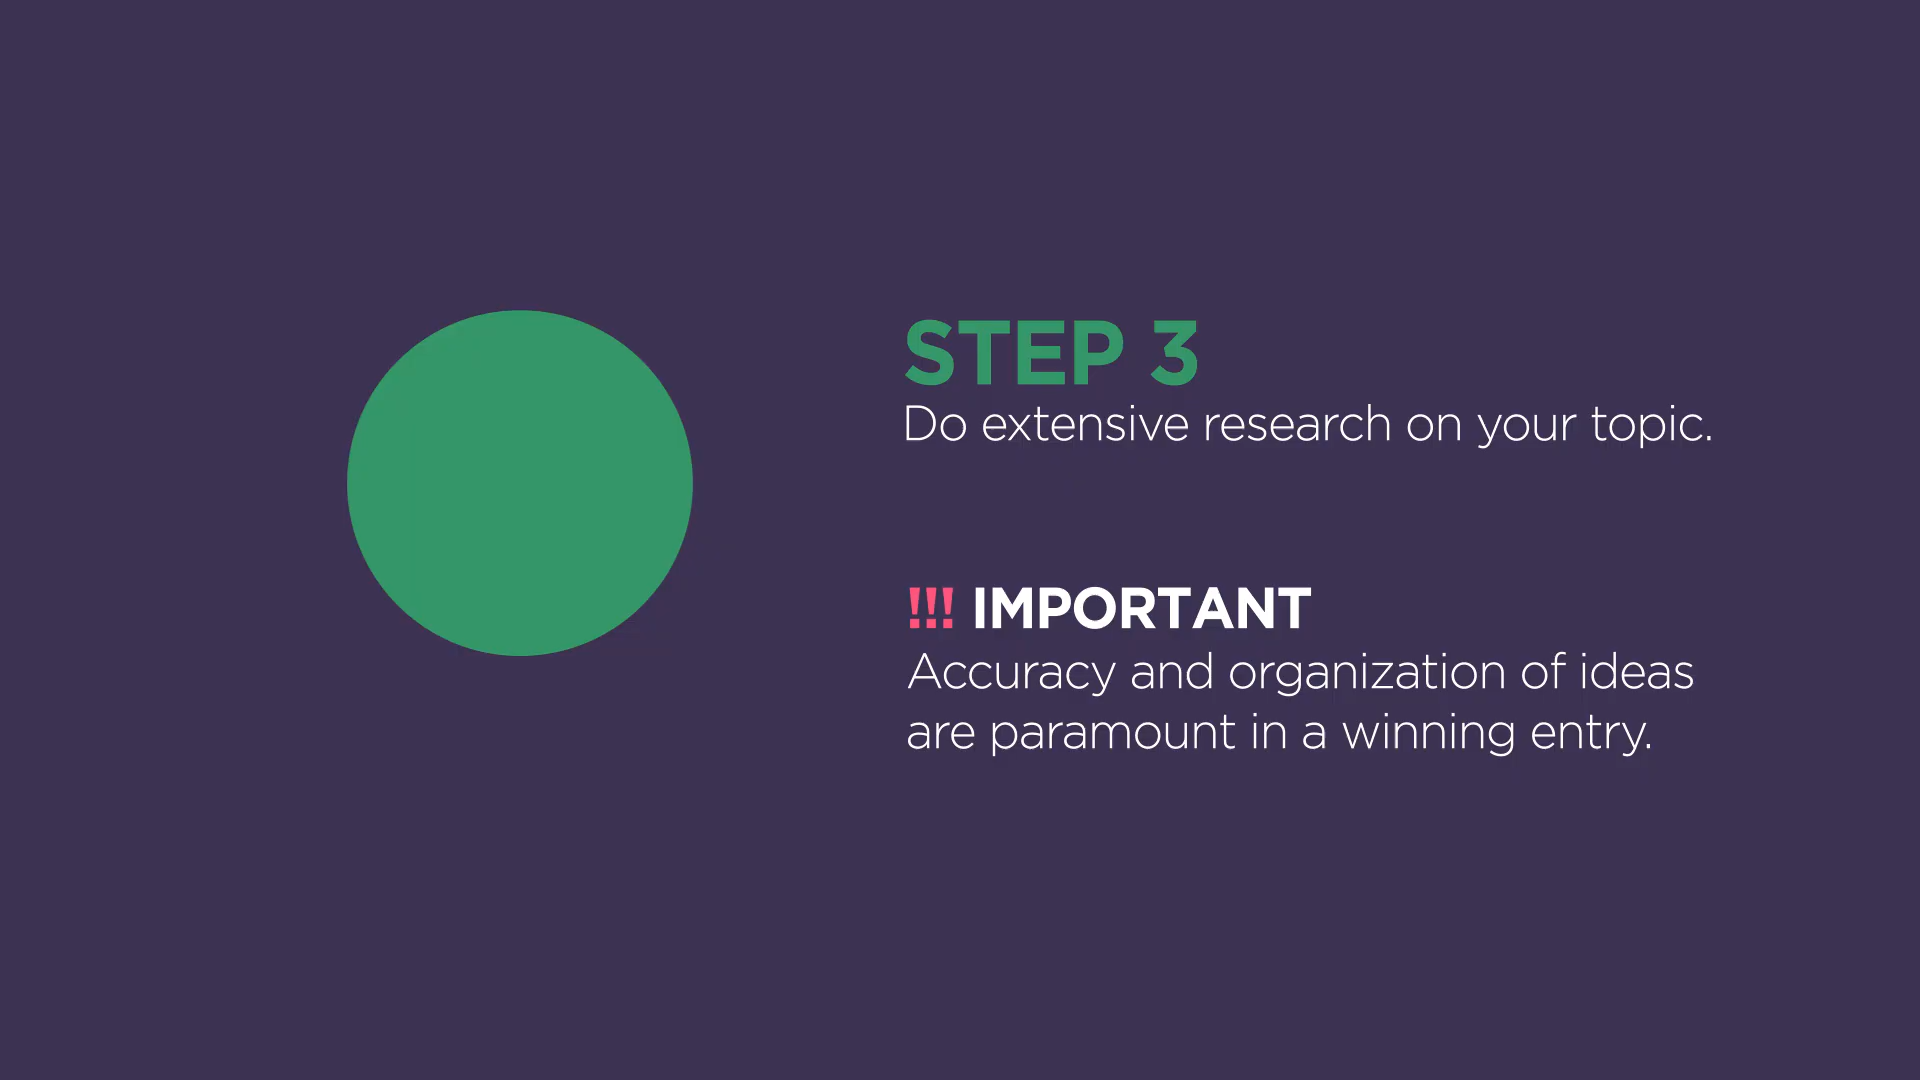 STEP 3
Do extensive research on your topic.
!!! IMPORTANT
Accuracy and organization of ideas
are paramount in a winning entry.